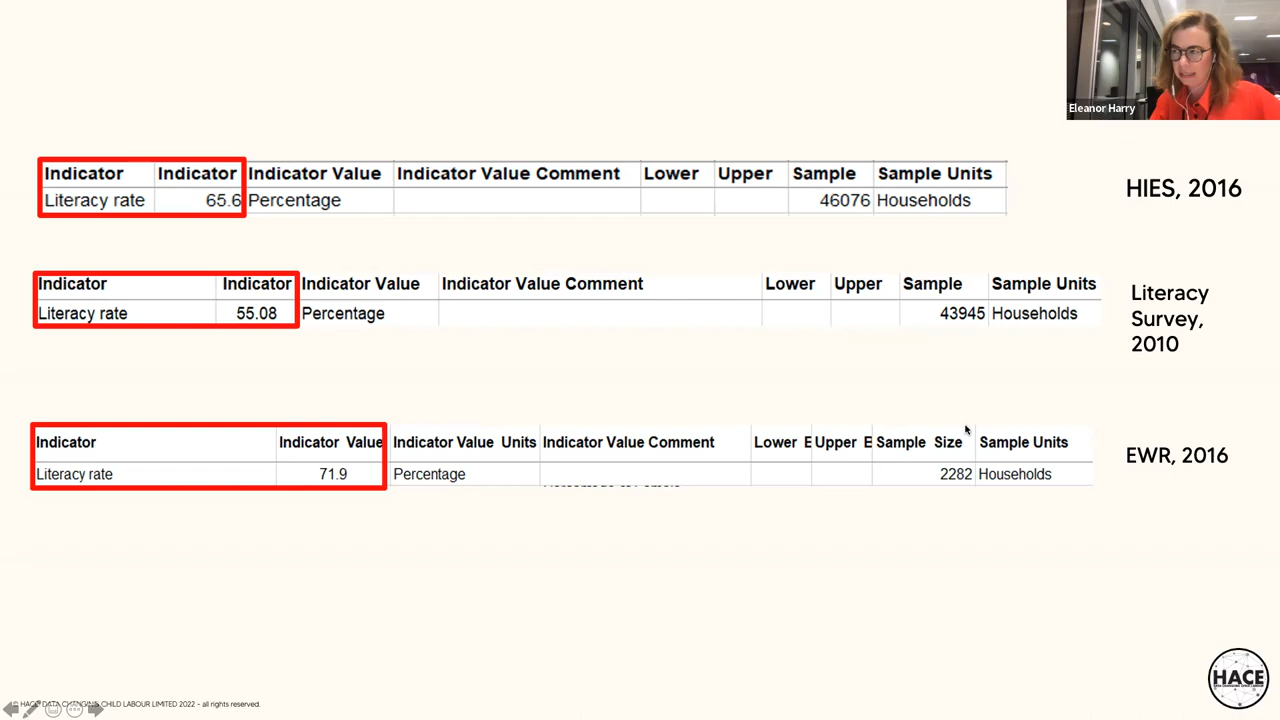 Eleanor Harry
Indicator Indicator Indicator Value Indicator Value Comment Lower Upper Sample Sample Units
Literacy rate 65.6 Percentage 46076 Households
HIES, 2016
Indicator Indicator Indicator Value Indicator Value Comment Lower Upper Sample Sample Units
Literacy rate 55.08 Percentage 43945 Households
Literacy
Survey,
2010
Indicator Indicator Value Indicator Value Units Indicator Value Comment Lower E Upper E Sample Size Sample Units
Literacy rate 71.9 Percentage 2282 Households
EWR, 2016
HACE
© HACE DATA CHANGING CHILD LABOUR LIMITED 2022 - all rights reserved.